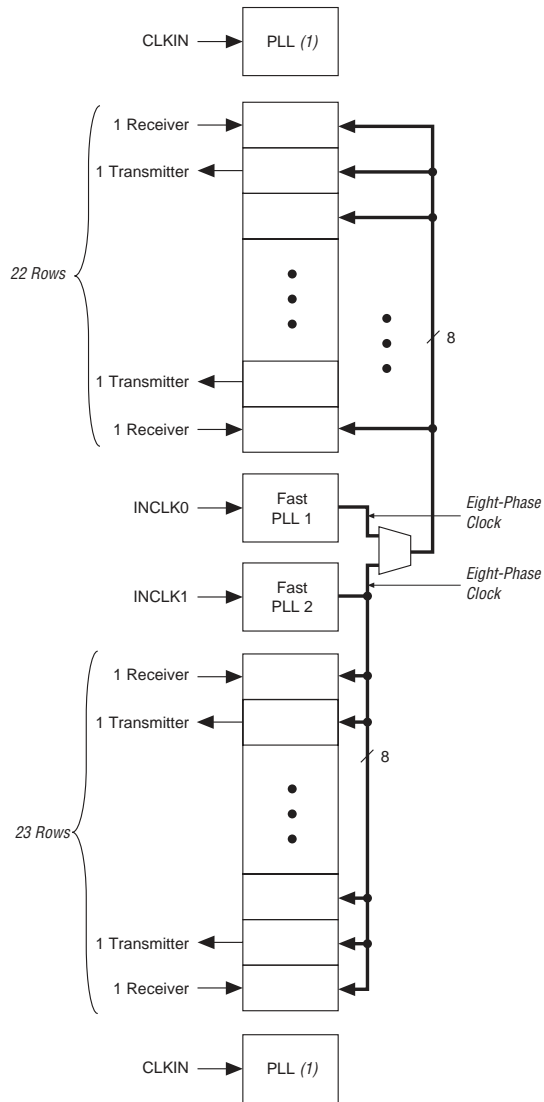 CLKIN
PLL (1)
1 Receiver
1 Transmitter
22 Rows
8
1 Transmitter
1 Receiver
INCLK0
Fast
PLL 1
Eight-Phase
Clock
INCLK1
Fast
PLL 2
Eight-Phase
Clock
1 Receiver
1 Transmitter
8
23 Rows
1 Transmitter
1 Receiver
CLKIN
PLL (1)